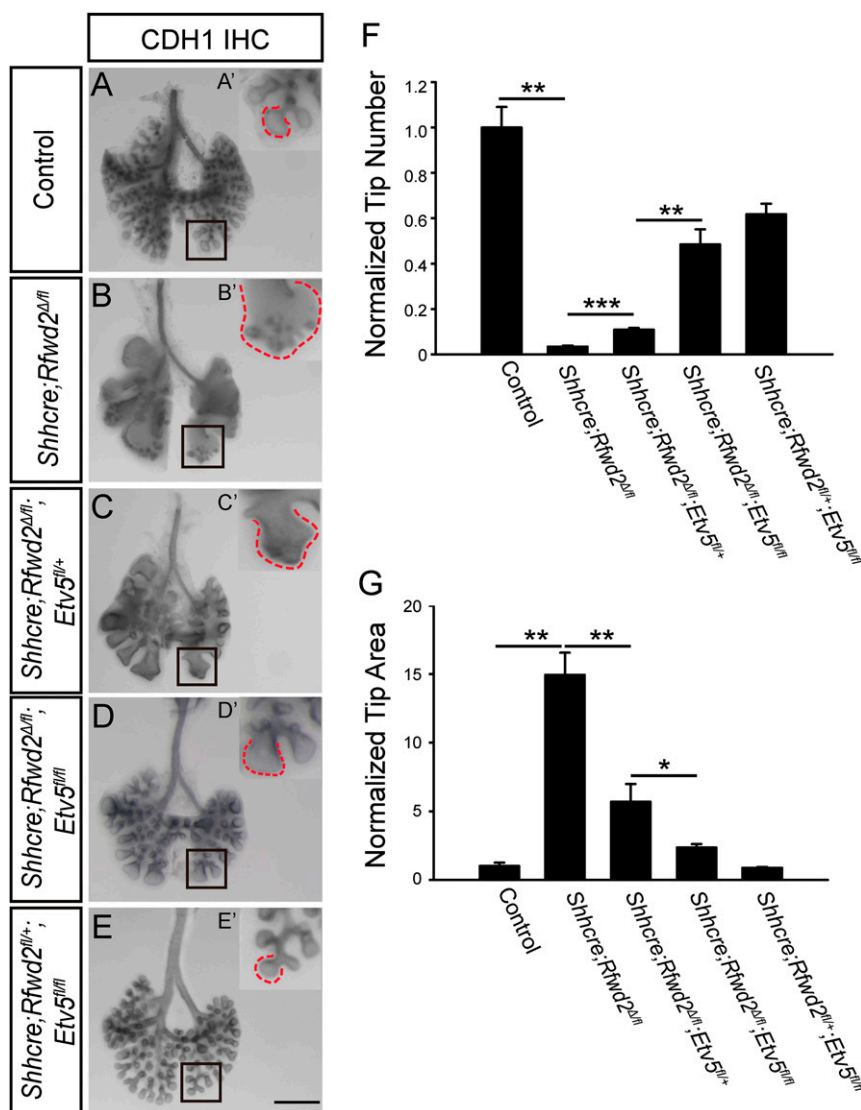 CDH1 IHC
Control
A
A'
Shhcre;Rfwd2Δ/fl
B
B'
Shhcre;Rfwd2Δ/fl;
Etv5fl/+
C
C'
Shhcre;Rfwd2Δ/fl;
Etv5fl/fl
D
D'
Shhcre;Rfwd2fl/+;
Etv5fl/fl
E
E'
F
Normalized Tip Number
1.2
1.0
0.8
0.6
0.4
0.2
0
**
***
**
Control
Shhcre;Rfwd2Δ/fl
Shhcre;Rfwd2Δ/fl;Etv5fl/+
Shhcre;Rfwd2Δ/fl;Etv5fl/fl
Shhcre;Rfwd2fl/+;Etv5fl/fl
G
Normalized Tip Area
20
15
10
5
0
**
**
*
Control
Shhcre;Rfwd2Δ/fl
Shhcre;Rfwd2Δ/fl;Etv5fl/+
Shhcre;Rfwd2Δ/fl;Etv5fl/fl
Shhcre;Rfwd2fl/+;Etv5fl/fl